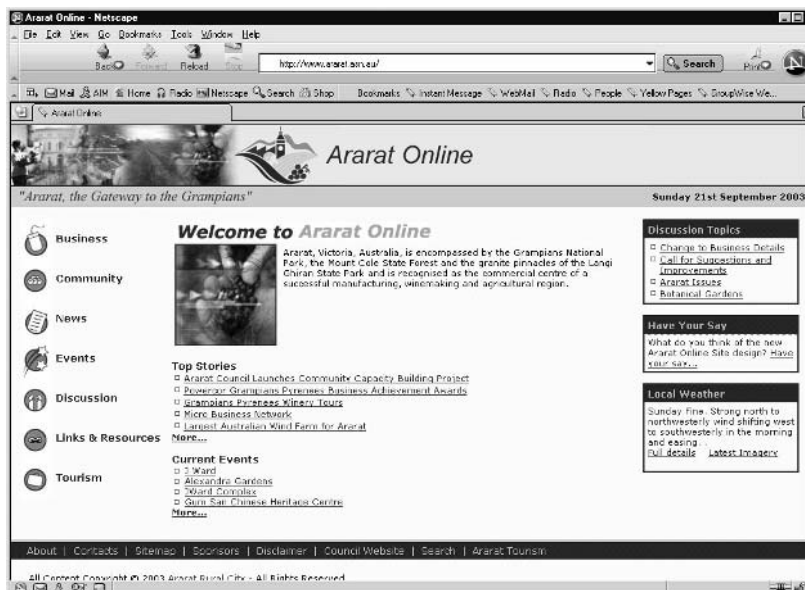 Ararat Online - Netscape
File Edit View Go Bookmarks Tools Window Help
Back Forward Reload Stop http://www.ararat.asn.au/ Search Print N
Mail AIM Home Radio Netscape Search Shop Bookmarks Instant Message WebMail Radio People Yellow Pages GroupWise We...
Ararat Online
Ararat Online
"Ararat, the Gateway to the Grampians" Sunday 21st September 2003
Business
Community
News
Events
Discussion
Links & Resources
Tourism
Welcome to Ararat Online
Ararat, Victoria, Australia, is encompassed by the Grampians National
Park, the Mount Cole State Forest and the granite pinnacles of the Langi
Ghiran State Park and is recognised as the commercial centre of a
successful manufacturing, winemaking and agricultural region.
Top Stories
Ararat Council Launches Community Capacity Building Project
Powercor Grampians Pyrenees Business Achievement Awards
Grampians Pyrenees Winery Tours
Micro Business Network
Largest Australian Wind Farm for Ararat
More...
Current Events
J Ward
Alexandra Gardens
JWard Complex
Gum San Chinese Heritage Centre
More...
Discussion Topics
Change to Business Details
Call for Suggestions and
Improvements
Ararat Issues
Botanical Gardens
Have Your Say
What do you think of the new
Ararat Online Site design? Have
your say...
Local Weather
Sunday Fine. Strong north to
northwesterly wind shifting west
to southwesterly in the morning
and easing. .
Full details Latest Imagery
About | Contacts | Sitemap | Sponsors | Disclaimer | Council Website | Search | Ararat Tourism
All Content Copyright © 2003 Ararat Rural City - All Rights Reserved